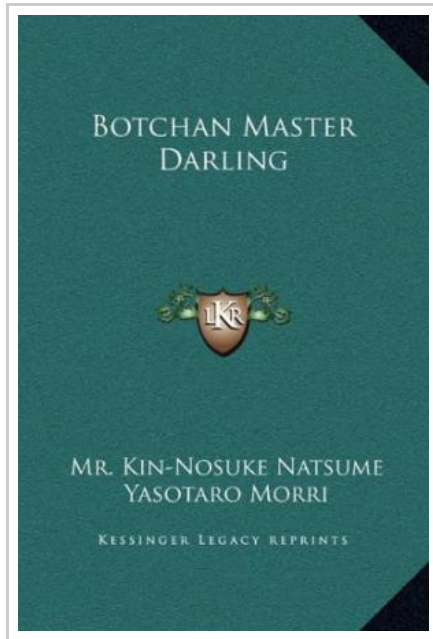 BOTCHAN MASTER
DARLING
LKR
MR. KIN-NOSUKE NATSUME
YASOTARO MORRI
KESSINGER LEGACY REPRINTS